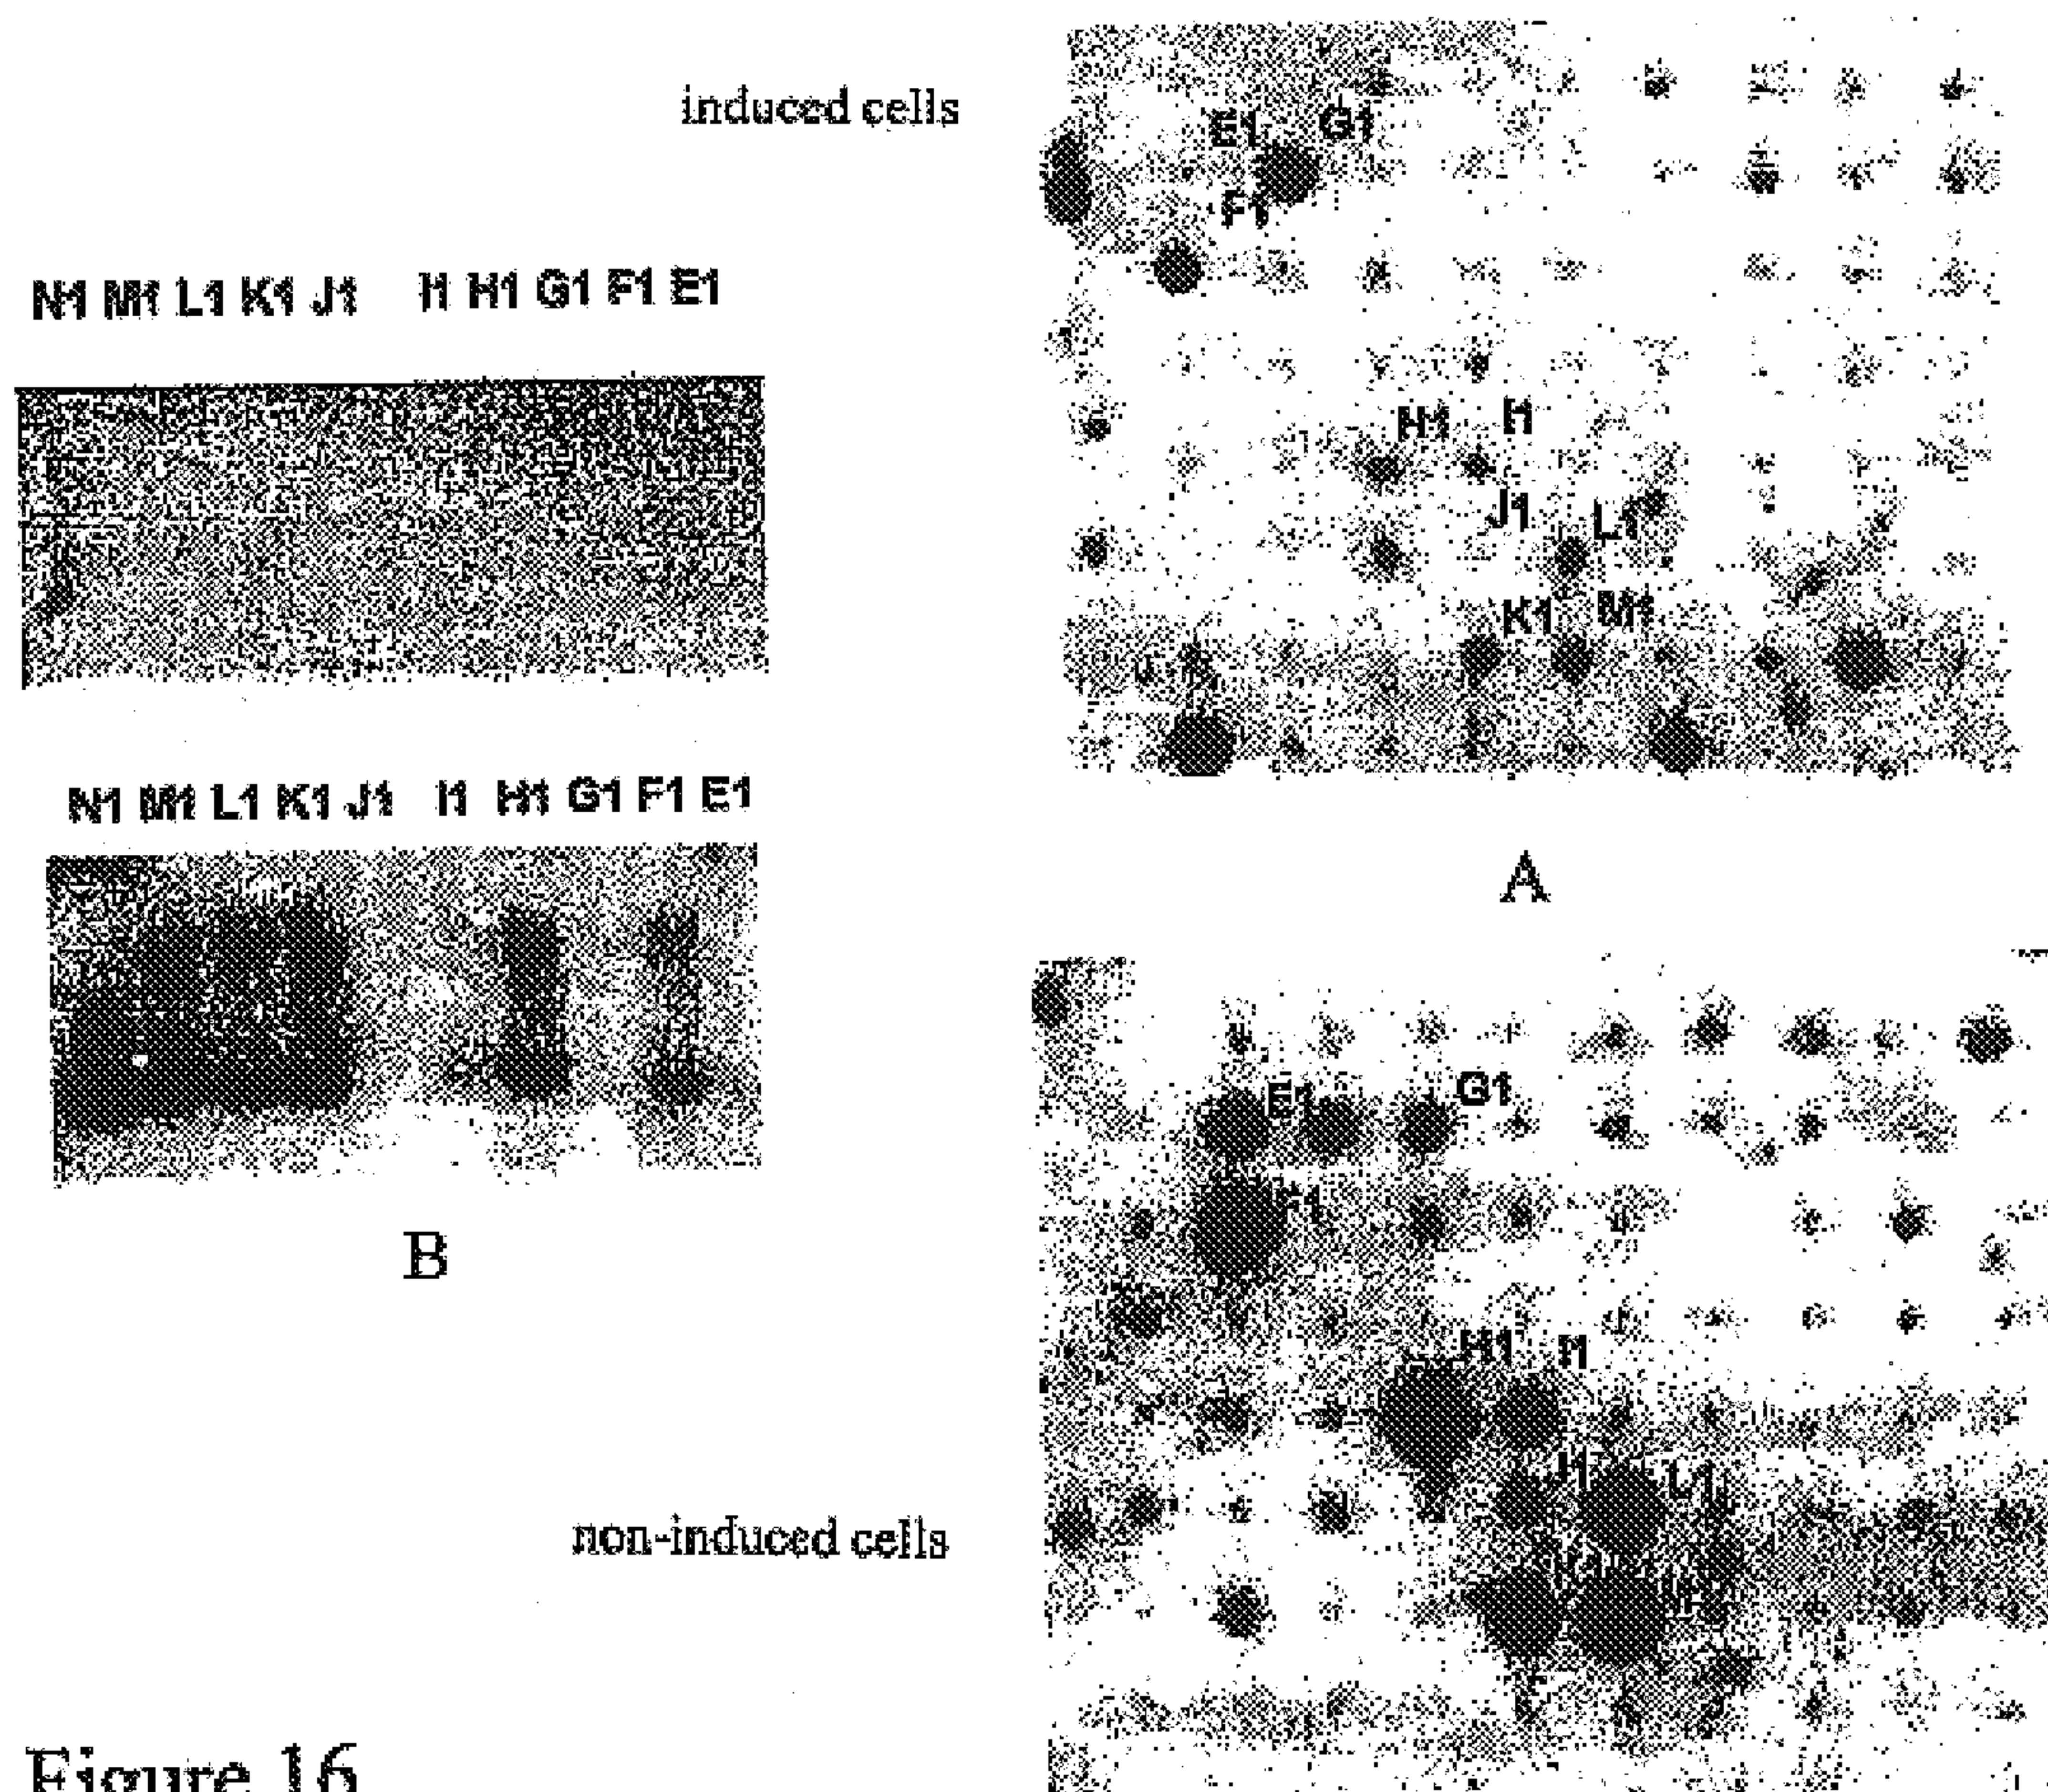 induced cells
E1 G1
F1
N1 M1 L1 K1 J1 I1 H1 G1 F1 E1
H1 I1
J1 L1
K1 M1
N1 M1 L1 K1 J1 I1 H1 G1 F1 E1
A
E1 G1
F1
B
H1 I1
J1 L1
non-induced cells
K1
Figure 16